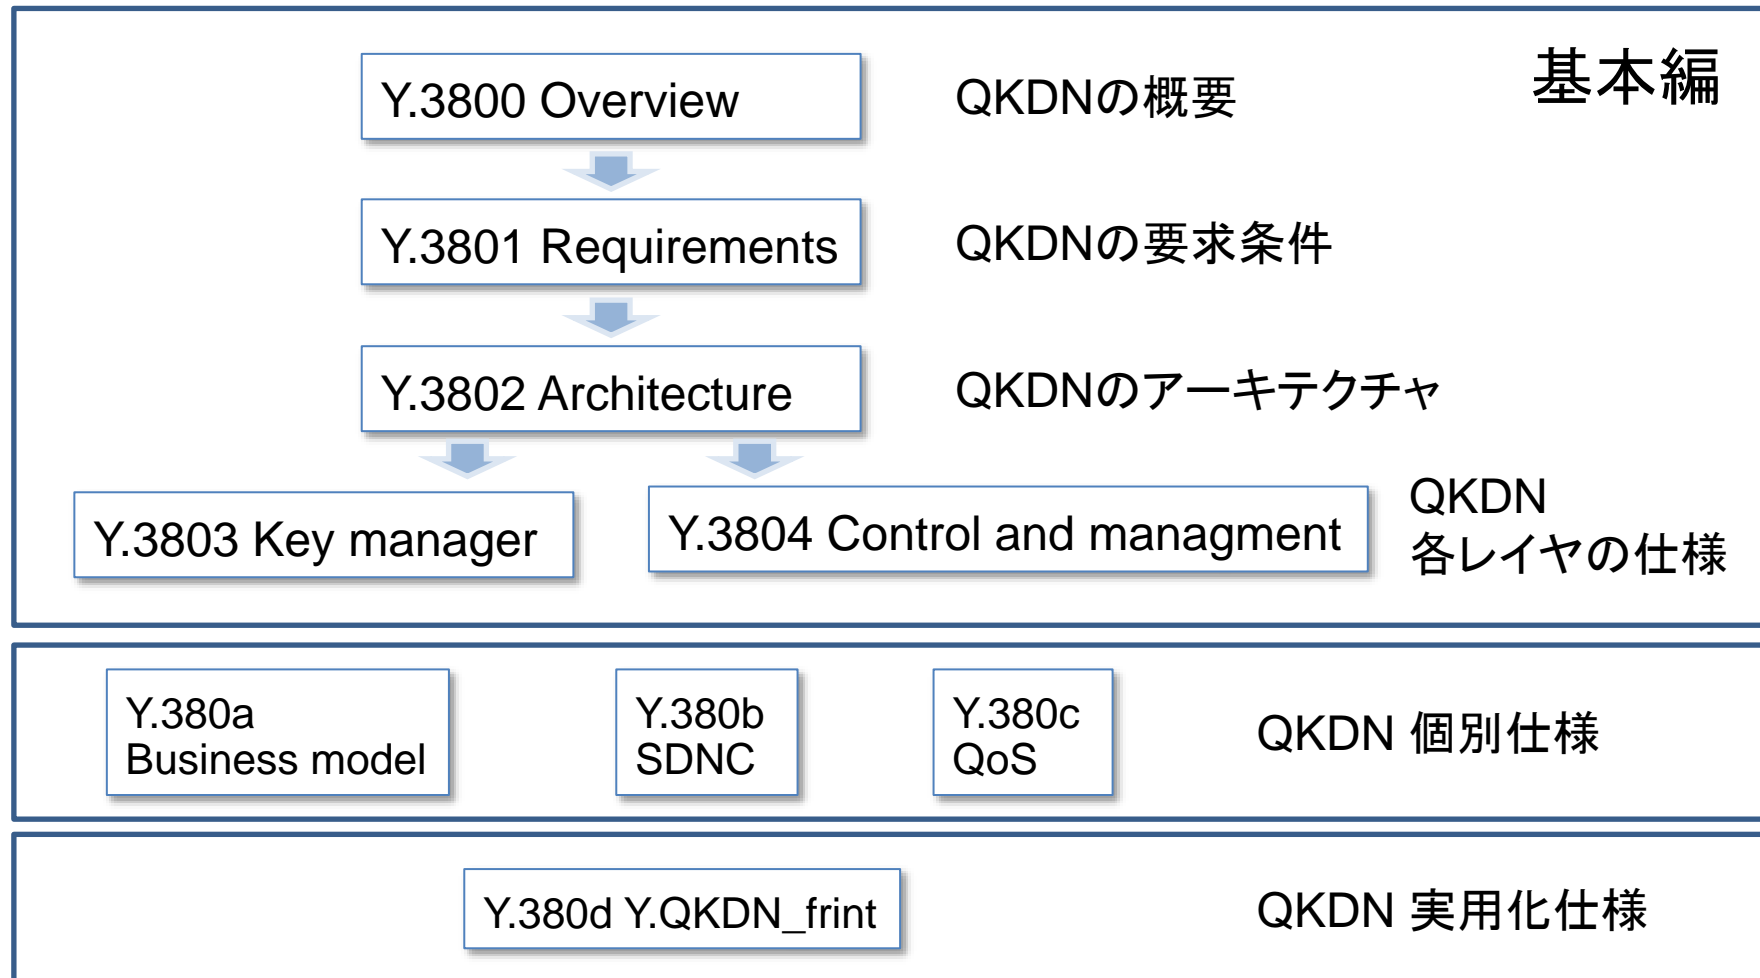 基本編
Y.3800 Overview
QKDNの概要
Y.3801 Requirements
QKDNの要求条件
Y.3802 Architecture
QKDNのアーキテクチャ
Y.3803 Key manager
Y.3804 Control and managment
QKDN
各レイヤの仕様
Y.380a
Business model
Y.380b
SDNC
Y.380c
QoS
QKDN 個別仕様
Y.380d Y.QKDN_frint
QKDN 実用化仕様